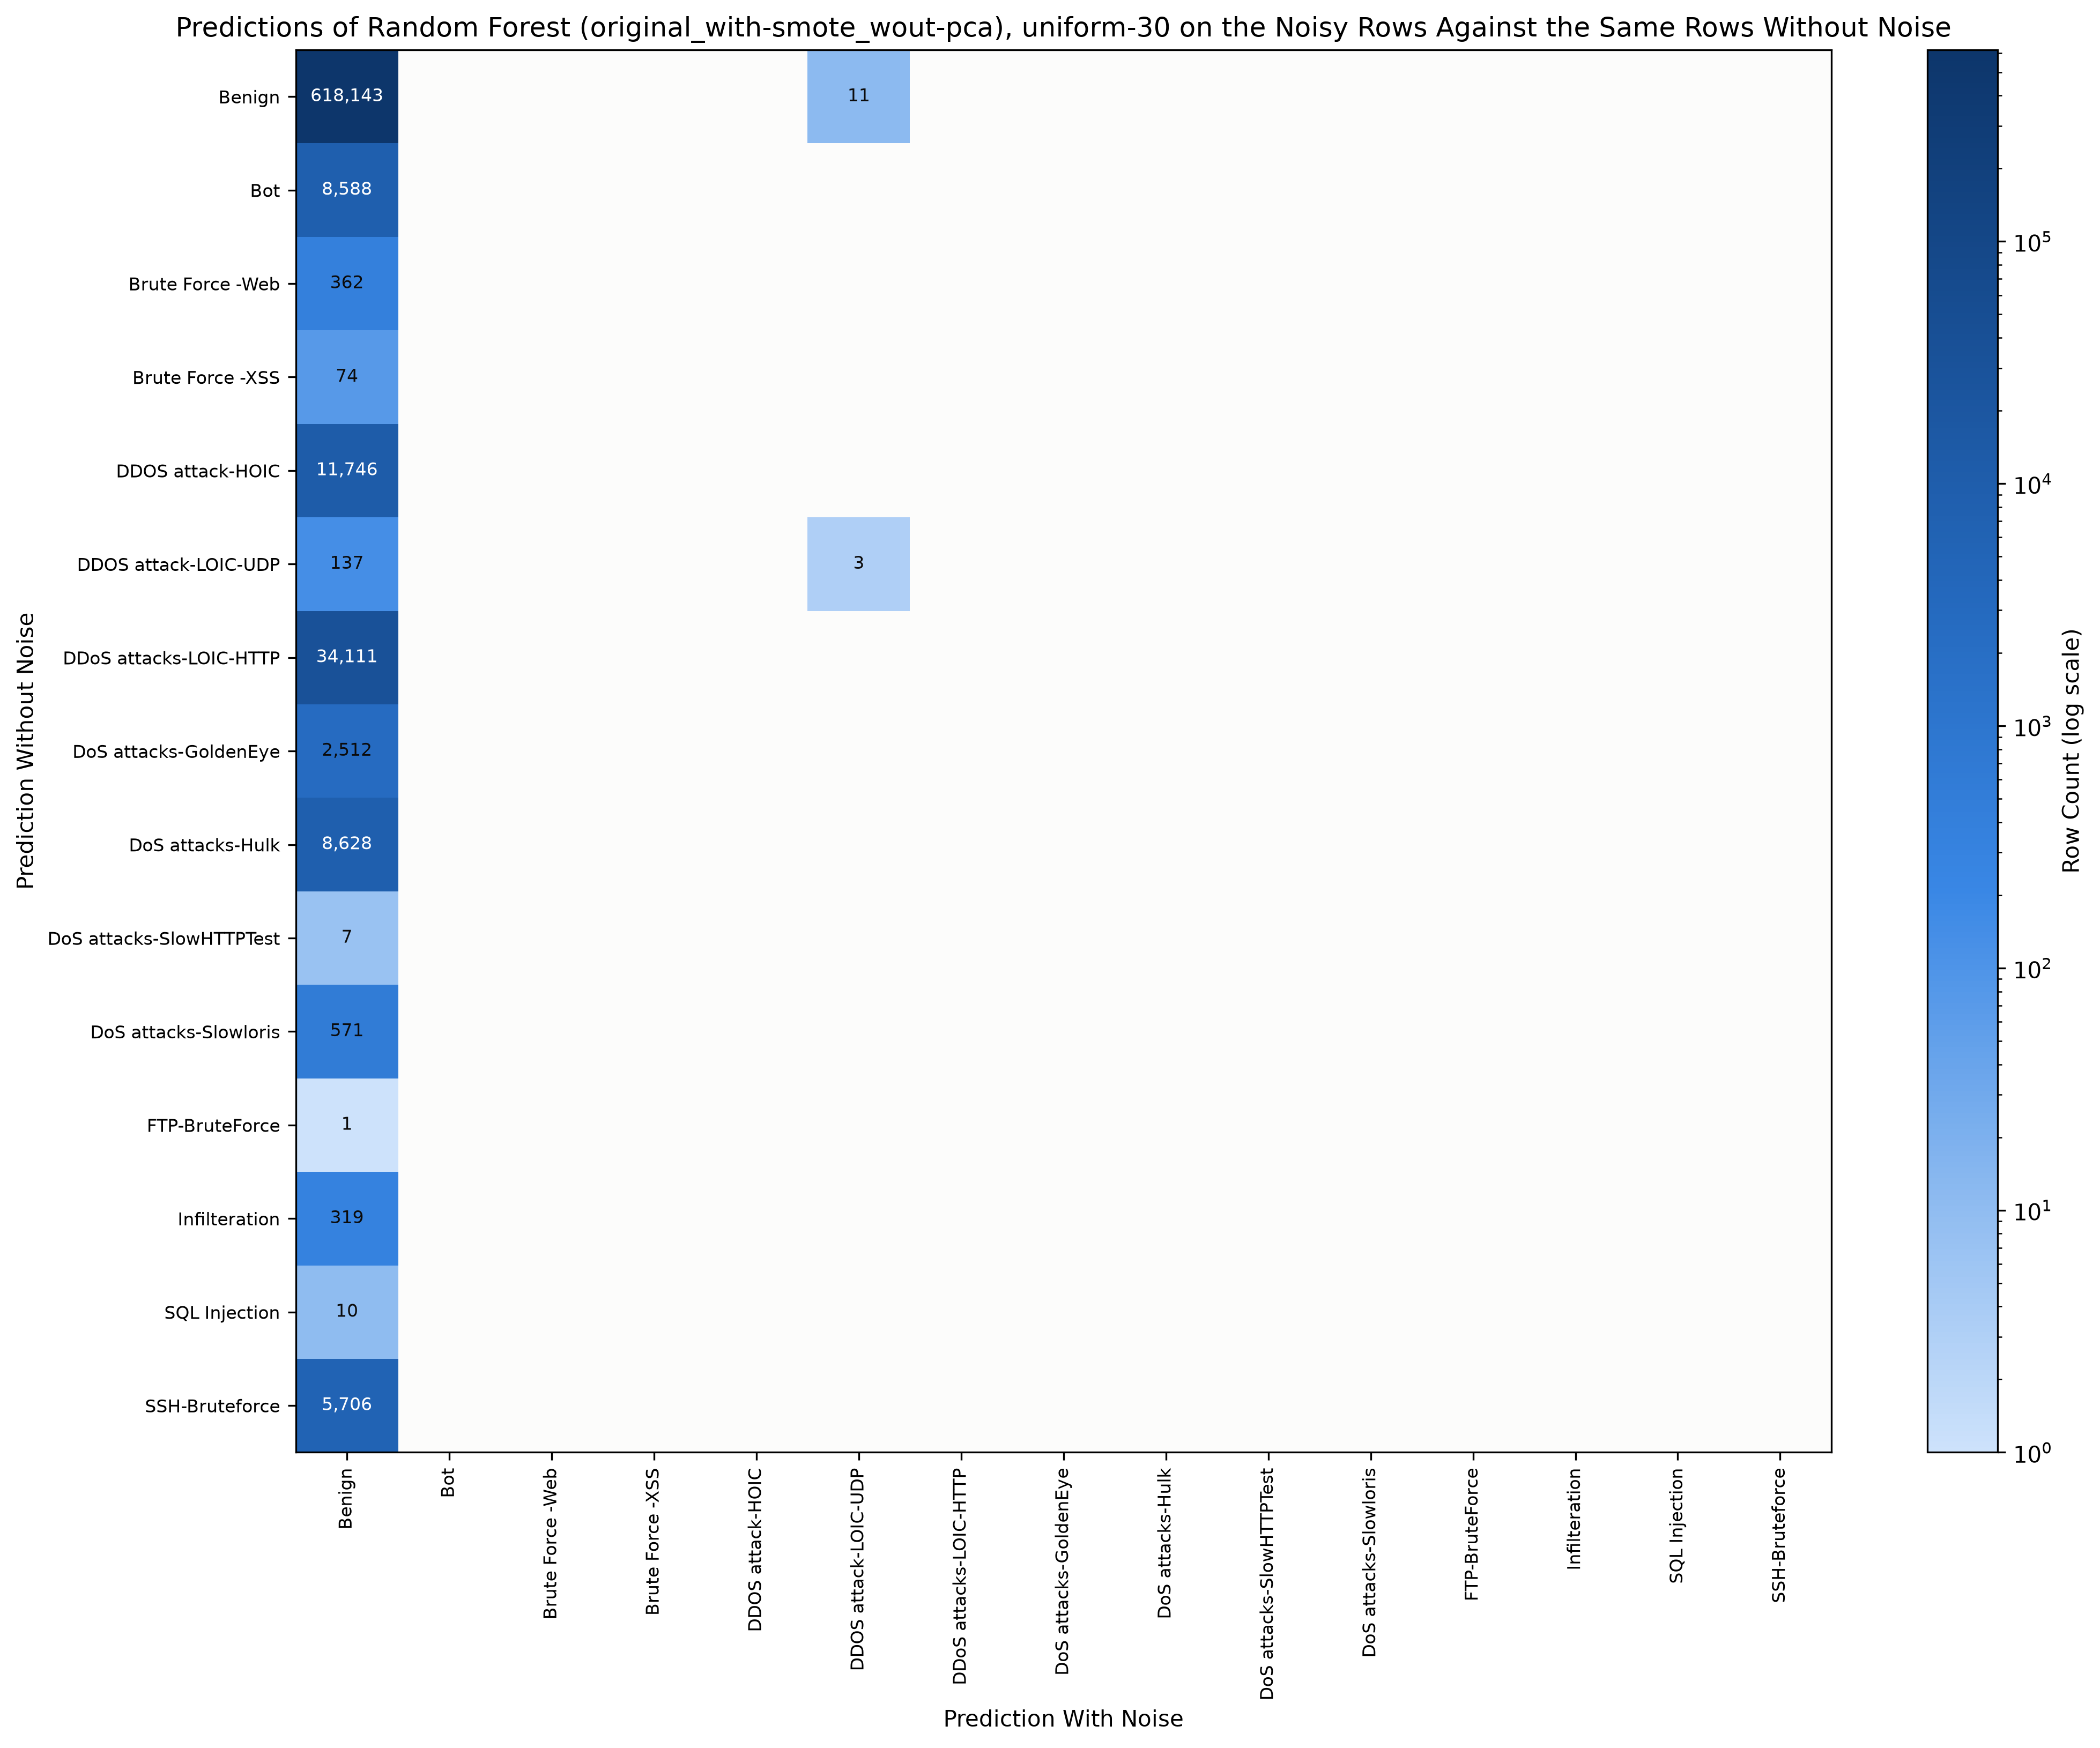 Predictions of Random Forest (original_with-smote_wout-pca), uniform-30 on the Noisy Rows Against the Same Rows Without Noise
Prediction Without Noise
Benign 618,143 11
Bot 8,588
Brute Force -Web 362
Brute Force -XSS 74
DDOS attack-HOIC 11,746
DDOS attack-LOIC-UDP 137 3
DDoS attacks-LOIC-HTTP 34,111
DoS attacks-GoldenEye 2,512
DoS attacks-Hulk 8,628
DoS attacks-SlowHTTPTest 7
DoS attacks-Slowloris 571
FTP-BruteForce 1
Infilteration 319
SQL Injection 10
SSH-Bruteforce 5,706
Benign
Bot
Brute Force -Web
Brute Force -XSS
DDOS attack-HOIC
DDOS attack-LOIC-UDP
DDoS attacks-LOIC-HTTP
DoS attacks-GoldenEye
DoS attacks-Hulk
DoS attacks-SlowHTTPTest
DoS attacks-Slowloris
FTP-BruteForce
Infilteration
SQL Injection
SSH-Bruteforce
Prediction With Noise
10⁵
10⁴
10³
10²
10¹
10⁰
Row Count (log scale)